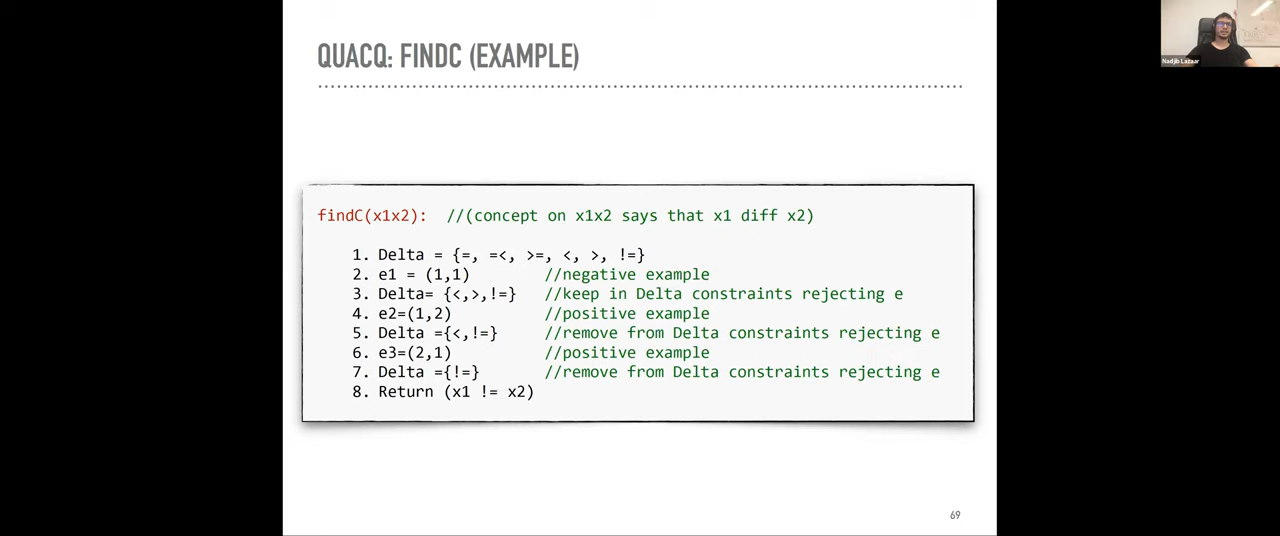 QUACQ: FINDC (EXAMPLE)
Nadjib Lazaar
findC(x1x2): //(concept on x1x2 says that x1 diff x2)
1. Delta = {=, =<, >=, <, >, !=}
2. e1 = (1,1) //negative example
3. Delta= {<,>,!=} //keep in Delta constraints rejecting e
4. e2=(1,2) //positive example
5. Delta ={<,!=} //remove from Delta constraints rejecting e
6. e3=(2,1) //positive example
7. Delta ={!=} //remove from Delta constraints rejecting e
8. Return (x1 != x2)
69